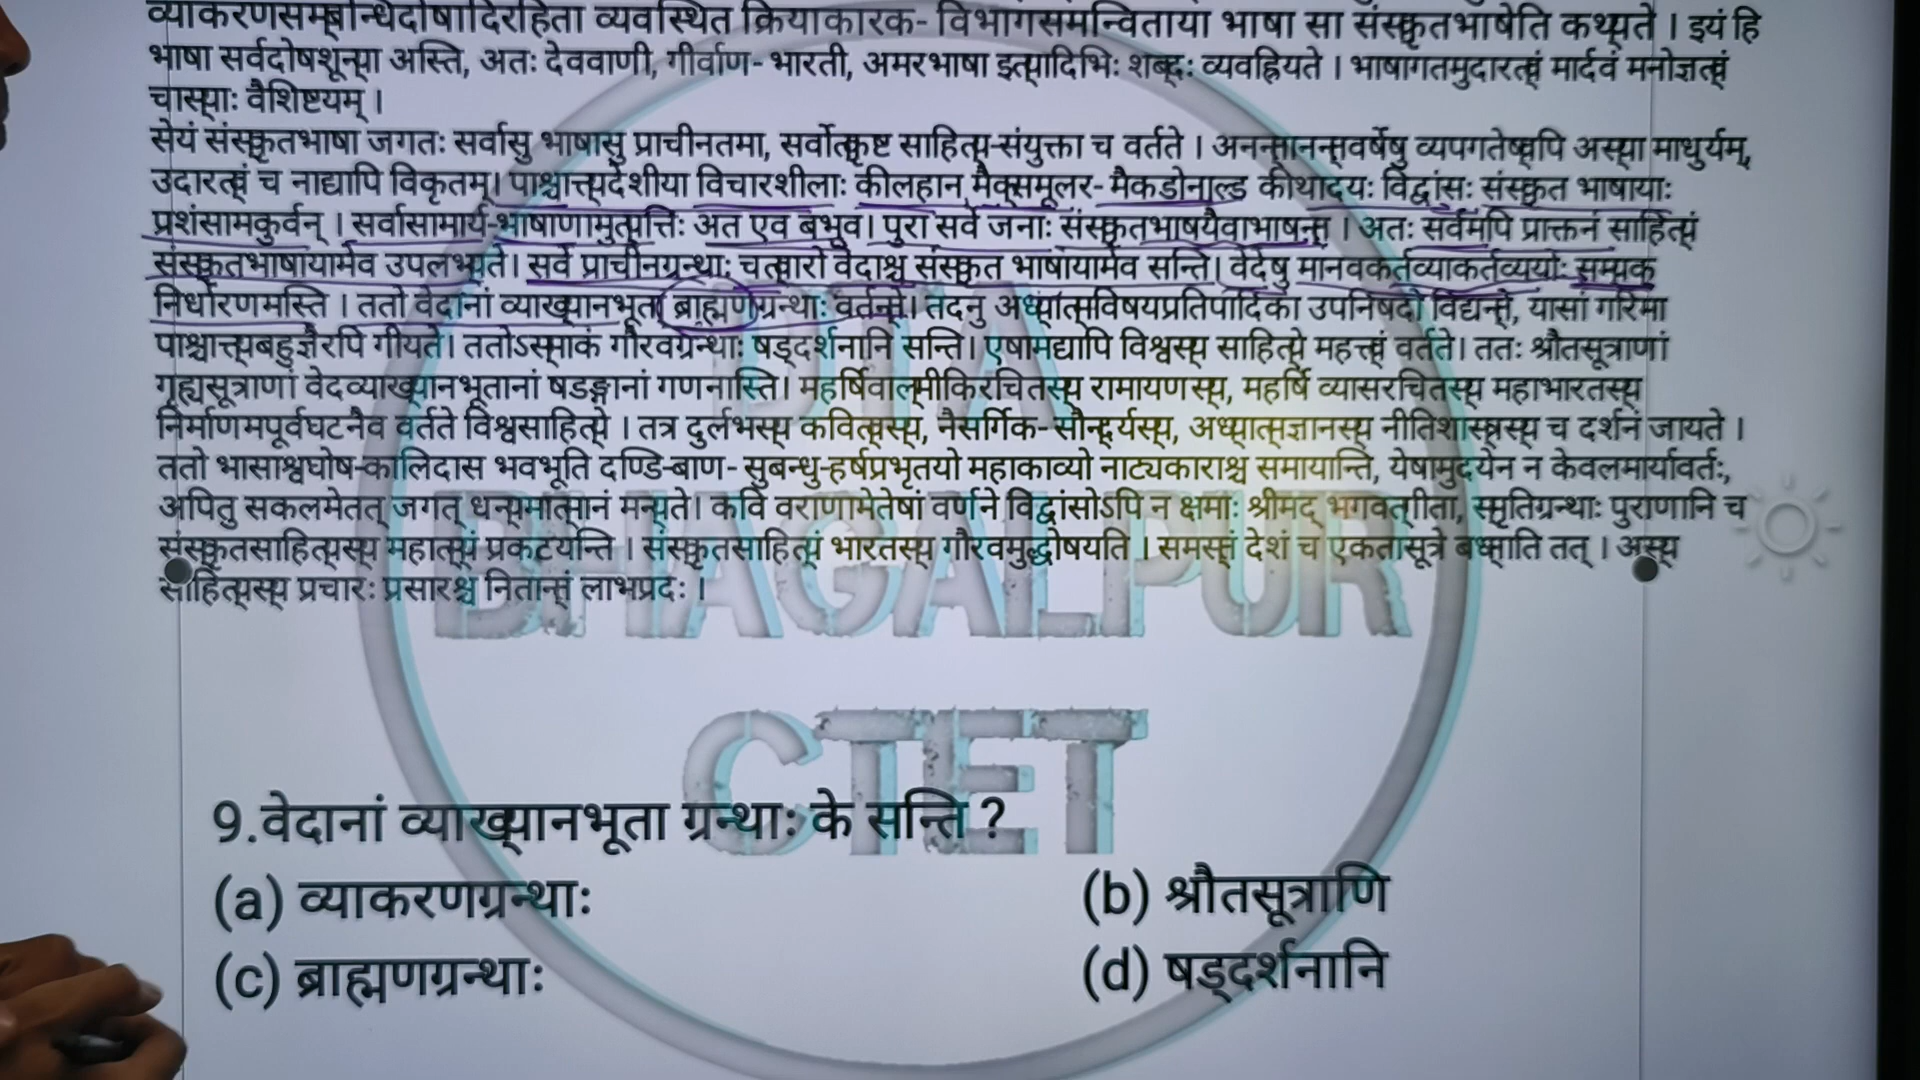 व्याकरणसम्बन्धिदोषादिरहिता व्यवस्थित क्रियाकारक- विभागसमन्विताया भाषा सा संस्कृतभाषेति कथ्यते । इयं हि
भाषा सर्वदोषशून्या अस्ति, अतः देववाणी, गीर्वाण- भारती, अमरभाषा इत्यादिभिः शब्दः व्यवह्रियते । भाषागतमुदारत्वं मार्दवं मनोज्ञत्वं
चास्याः वैशिष्टयम् ।
सेयं संस्कृतभाषा जगतः सर्वासु भाषासु प्राचीनतमा, सर्वोत्कृष्ट साहित्य-संयुक्ता च वर्तते । अनन्तानन्तवर्षेषु व्यपगतेष्वपि अस्या माधुर्यम्,
उदारत्वं च नाद्यापि विकृतम्। पाश्चात्त्यदेशीया विचारशीलाः कीलहान, मैक्समूलर- मैकडोनाल्ड कीथादयः विद्वांसः संस्कृत भाषायाः
प्रशंसामकुर्वन् । सर्वासामार्य-भाषाणामुत्पत्तिः अत एव बभूव। पुरा सर्वे जनाः संस्कृतभाषयैवाभाषन्त । अतः सर्वमपि प्राक्तनं साहित्यं
संस्कृतभाषायामेव उपलभ्यते। सर्वे प्राचीनग्रन्थाः चत्वारो वेदाश्च संस्कृत भाषायामेव सन्ति। वेदेषु मानवकर्तव्याकर्तव्ययोः सम्यक्
निर्धारणमस्ति । ततो वेदानां व्याख्यानभूता ब्राह्मणग्रन्थाः वर्तन्ते। तदनु अध्यात्मविषयप्रतिपादिका उपनिषदो विद्यन्ते, यासां गरिमा
पाश्चात्त्यबहुज्ञैरपि गीयते। ततोऽस्माकं गौरवग्रन्थाः षड्दर्शनानि सन्ति। एषामद्यापि विश्वस्य साहित्ये महत्त्वं वर्तते। ततः श्रौतसूत्राणां
गृह्यसूत्राणां वेदव्याख्यानभूतानां षडङ्गानां गणनास्ति। महर्षिवाल्मीकिरचितस्य रामायणस्य, महर्षि व्यासरचितस्य महाभारतस्य
निर्माणमपूर्वघटनैव वर्तते विश्वसाहित्ये । तत्र दुर्लभस्य कवित्वस्य, नैसर्गिक-सौन्दर्यस्य, अध्यात्मज्ञानस्य नीतिशास्त्रस्य च दर्शनं जायते ।
ततो भासाश्वघोष-कालिदास भवभूति दण्डि-बाण- सुबन्धु-हर्षप्रभृतयो महाकाव्यो नाट्यकाराश्च समायान्ति, येषामुदयेन न केवलमार्यावर्तः,
अपितु सकलमेतत् जगत् धन्यमात्मानं मन्यते। कवि वराणामेतेषां वर्णने विद्वांसोऽपि न क्षमाः श्रीमद् भगवत्गीता, स्मृतिग्रन्थाः पुराणानि च
संस्कृतसाहित्यस्य महात्म्यं प्रकटयन्ति । संस्कृतसाहित्यं भारतस्य गौरवमुद्घोषयति । समस्तं देशं च एकतासूत्रे बध्नाति तत् । अस्य
साहित्यस्य प्रचारः प्रसारश्च नितान्तं लाभप्रदः ।
DIA
BHAGALPUR
CTET
9.वेदानां व्याख्यानभूता ग्रन्थाः के सन्ति ?
(a) व्याकरणग्रन्थाः (b) श्रौतसूत्राणि
(c) ब्राह्मणग्रन्थाः (d) षड्दर्शनानि